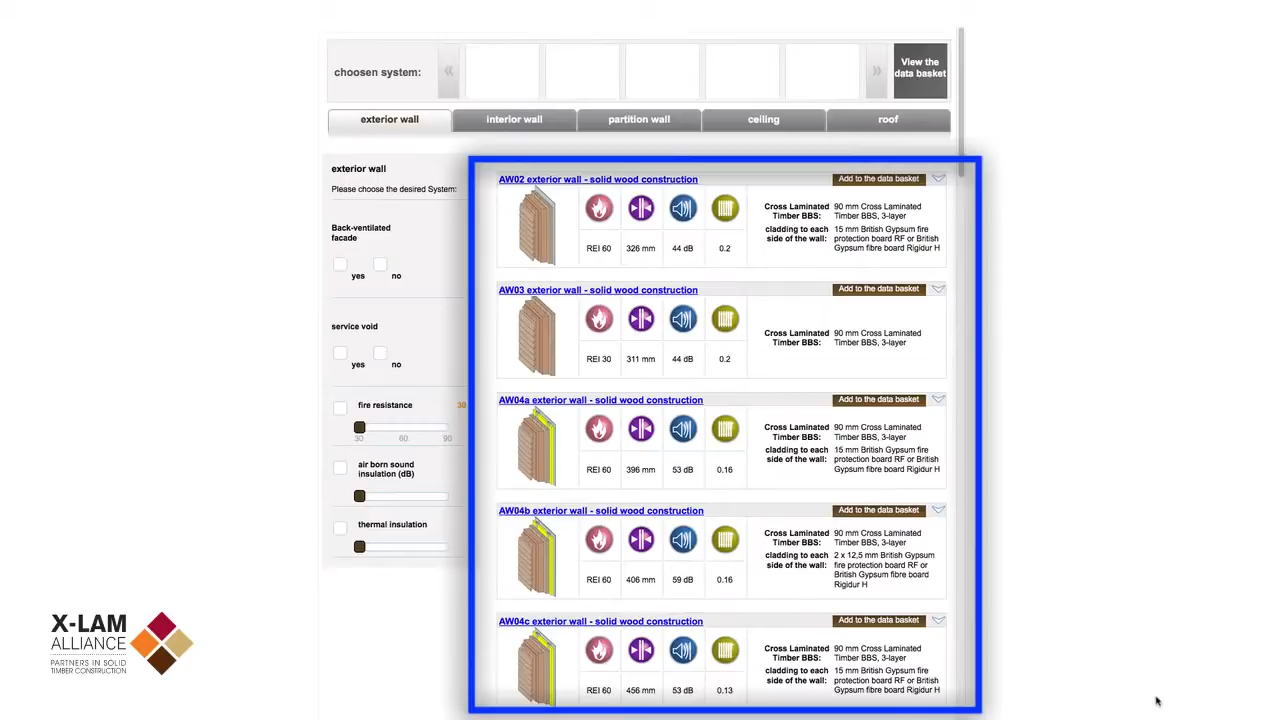 choosen system:
«
»
View the
data basket
exterior wall
interior wall
partition wall
ceiling
roof
exterior wall
Please choose the desired System:
Back-ventilated
facade
yes
no
service void
yes
no
fire resistance
30
30
60
90
air born sound
insulation (dB)
thermal insulation
AW02 exterior wall - solid wood construction
Add to the data basket
REI 60
326 mm
44 dB
0.2
Cross Laminated
Timber BBS:
90 mm Cross Laminated
Timber BBS, 3-layer
cladding to each
side of the wall:
15 mm British Gypsum fire
protection board RF or British
Gypsum fibre board Rigidur H
AW03 exterior wall - solid wood construction
Add to the data basket
REI 30
311 mm
44 dB
0.2
Cross Laminated
Timber BBS:
90 mm Cross Laminated
Timber BBS, 3-layer
AW04a exterior wall - solid wood construction
Add to the data basket
REI 60
396 mm
53 dB
0.16
Cross Laminated
Timber BBS:
90 mm Cross Laminated
Timber BBS, 3-layer
cladding to each
side of the wall:
15 mm British Gypsum fire
protection board RF or British
Gypsum fibre board Rigidur H
AW04b exterior wall - solid wood construction
Add to the data basket
REI 60
406 mm
59 dB
0.16
Cross Laminated
Timber BBS:
90 mm Cross Laminated
Timber BBS, 3-layer
cladding to each
side of the wall:
2 x 12,5 mm British Gypsum
fire protection board RF or
British Gypsum fibre board
Rigidur H
AW04c exterior wall - solid wood construction
Add to the data basket
REI 60
456 mm
53 dB
0.13
Cross Laminated
Timber BBS:
90 mm Cross Laminated
Timber BBS, 3-layer
cladding to each
side of the wall:
15 mm British Gypsum fire
protection board RF or British
Gypsum fibre board Rigidur H
X-LAM
ALLIANCE
PARTNERS IN SOLID
TIMBER CONSTRUCTION